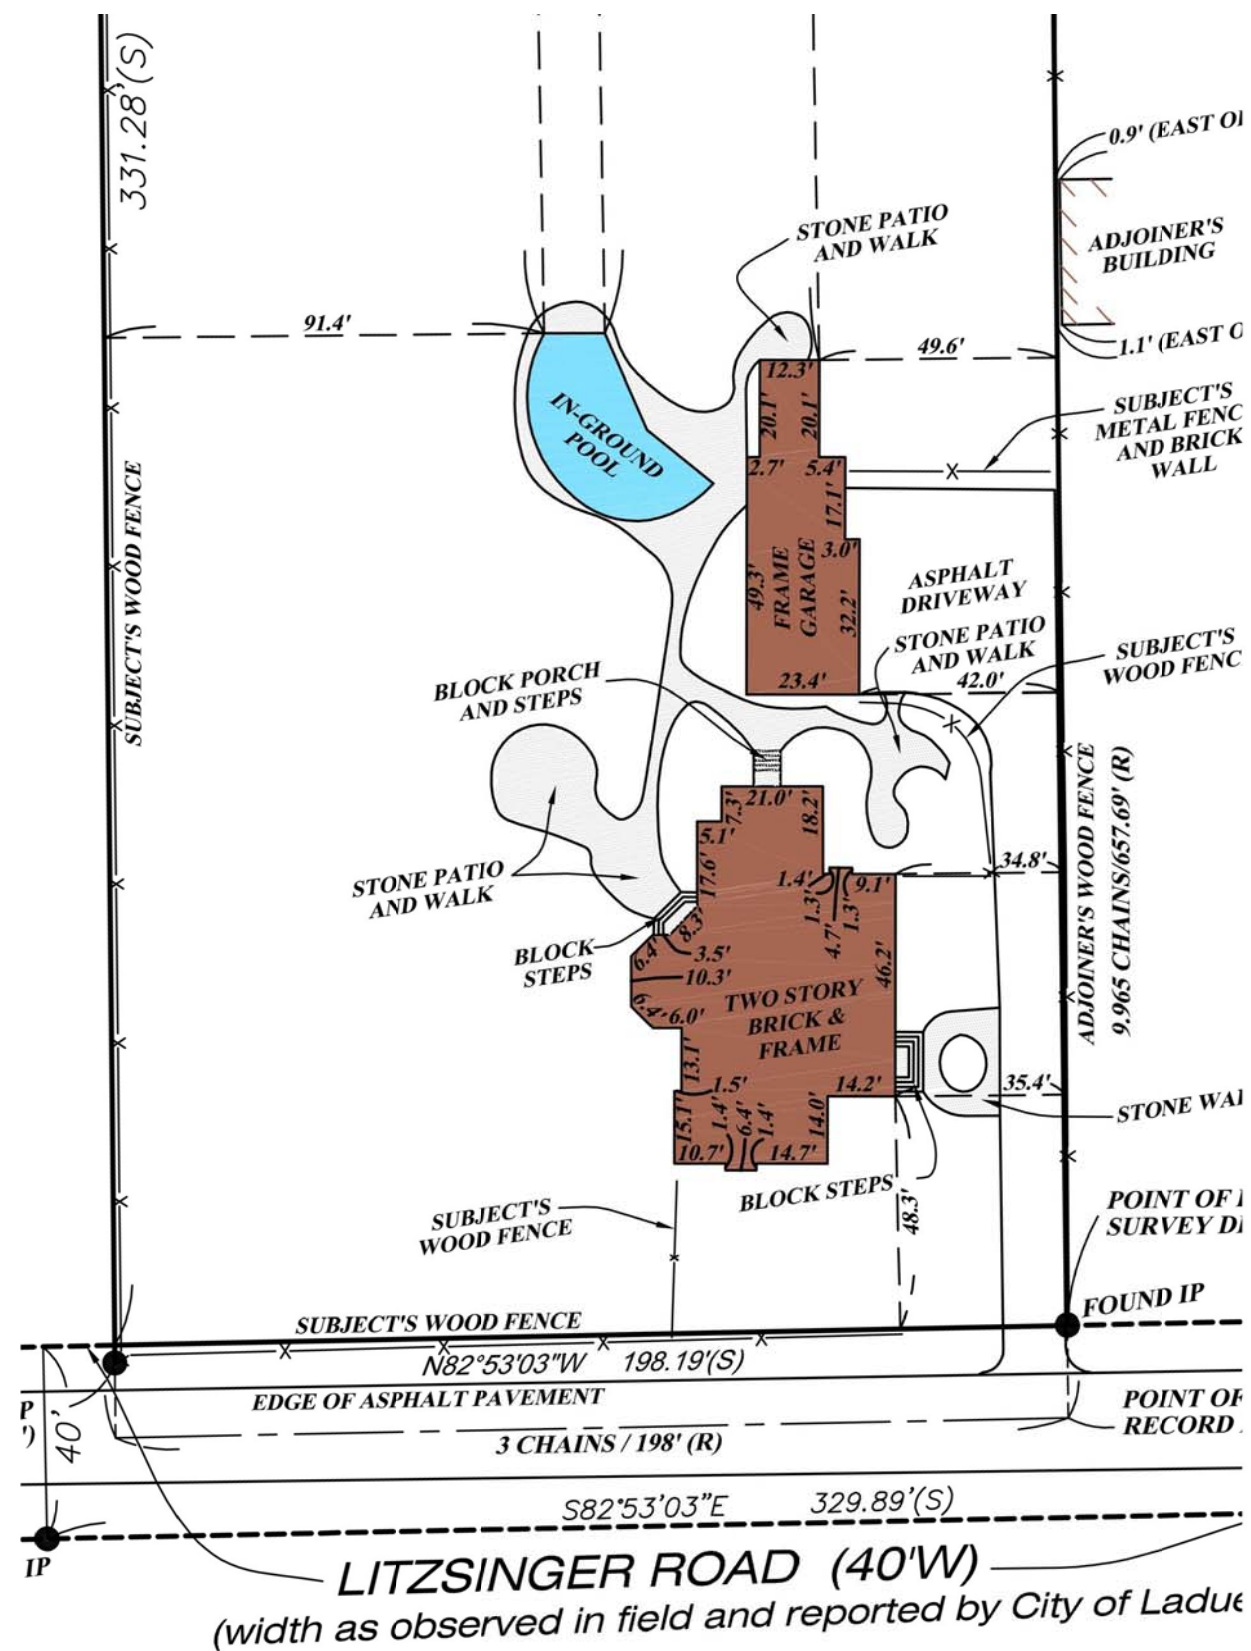 331.28'(S)
0.9' (EAST OF
STONE PATIO
AND WALK
ADJOINER'S
BUILDING
91.4'
49.6'
1.1' (EAST O
12.3'
20.1'
20.1'
IN-GROUND
POOL
SUBJECT'S
METAL FENC
AND BRICK
WALL
2.7'
5.4'
17.1'
3.0'
SUBJECT'S WOOD FENCE
49.3'
FRAME
GARAGE
32.2'
23.4'
ASPHALT
DRIVEWAY
STONE PATIO
AND WALK
SUBJECT'S
WOOD FENC
42.0'
BLOCK PORCH
AND STEPS
ADJOINER'S WOOD FENCE
9.965 CHAINS/657.69' (R)
21.0'
7.3'
18.2'
5.1'
17.6'
34.8'
STONE PATIO
AND WALK
1.4'
9.1'
1.3'
1.3'
4.7'
8.3'
BLOCK
STEPS
6.4'
3.5'
10.3'
46.2'
TWO STORY
BRICK &
FRAME
6.4'
6.0'
13.1'
1.5'
14.2'
35.4'
STONE WAL
15.1'
1.4'
6.4'
1.4'
14.0'
10.7'
14.7'
BLOCK STEPS
48.3'
SUBJECT'S
WOOD FENCE
POINT OF
SURVEY
FOUND IP
SUBJECT'S WOOD FENCE
N82°53'03"W 198.19'(S)
EDGE OF ASPHALT PAVEMENT
P
')
40'
POINT OF
RECORD
3 CHAINS / 198' (R)
S82°53'03"E 329.89'(S)
IP
LITZSINGER ROAD (40'W)
(width as observed in field and reported by City of Ladue